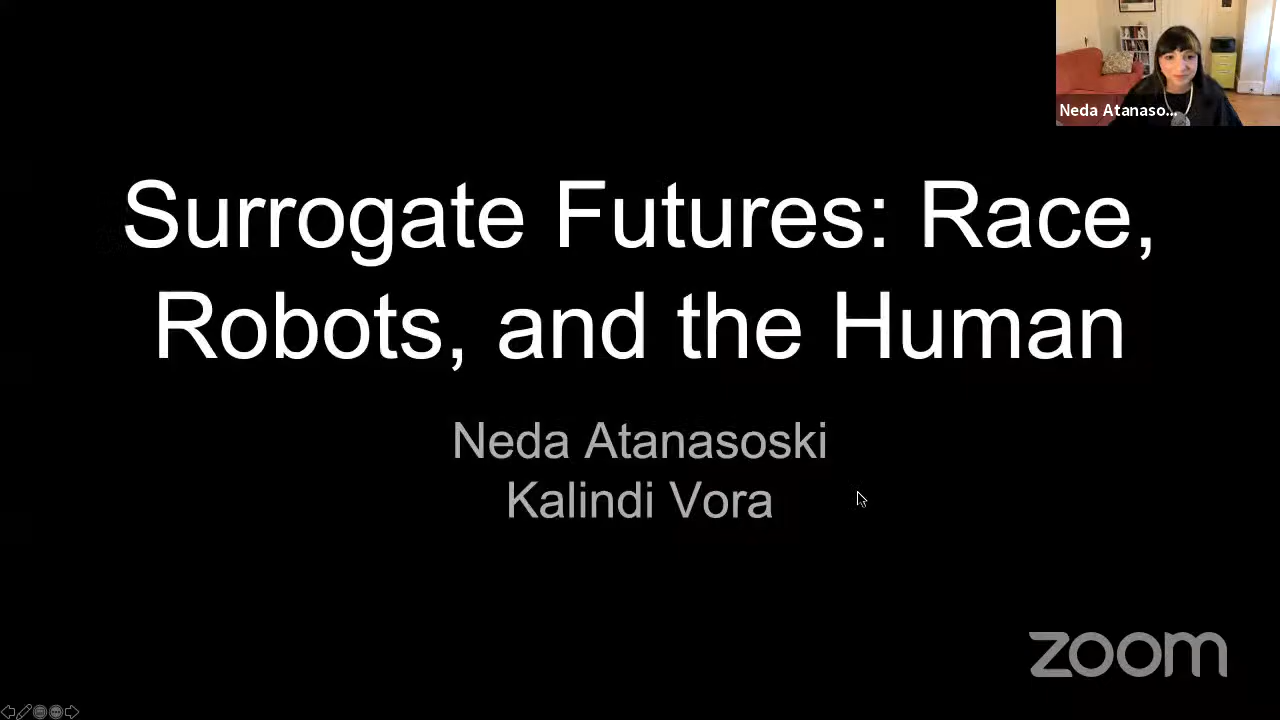 Neda Atanaso...
Surrogate Futures: Race,
Robots, and the Human
Neda Atanasoski
Kalindi Vora
zoom